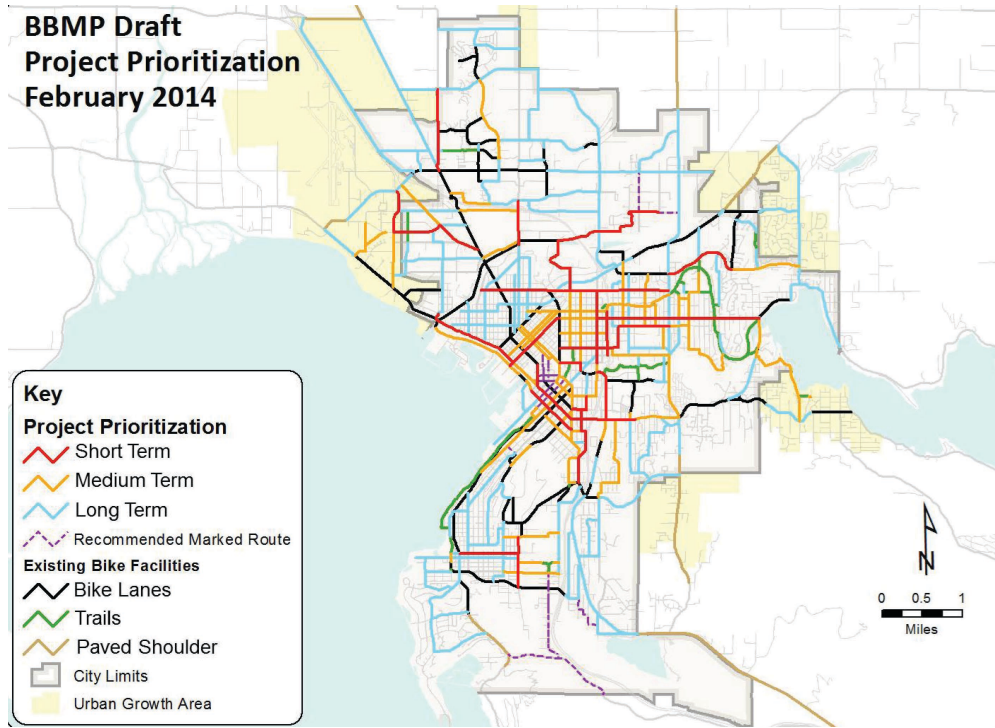 BBMP Draft
Project Prioritization
February 2014
Key
Project Prioritization
Short Term
Medium Term
Long Term
Recommended Marked Route
Existing Bike Facilities
Bike Lanes
Trails
Paved Shoulder
City Limits
Urban Growth Area
N
0 0.5 1
Miles